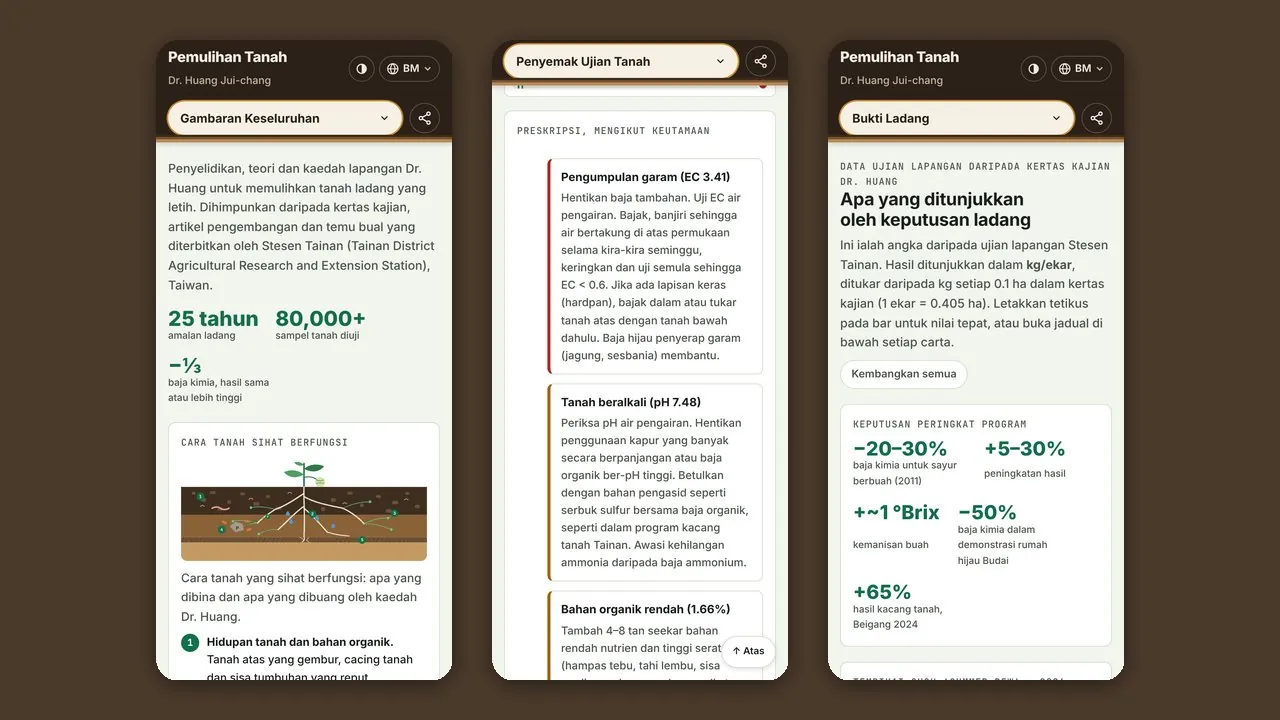 Pemulihan Tanah
Dr. Huang Jui-chang
BM
Gambaran Keseluruhan
Penyelidikan, teori dan kaedah lapangan Dr.
Huang untuk memulihkan tanah ladang yang
letih. Dihimpunkan daripada kertas kajian,
artikel pengembangan dan temu bual yang
diterbitkan oleh Stesen Tainan (Tainan District
Agricultural Research and Extension Station),
Taiwan.
25 tahun
amalan ladang
80,000+
sampel tanah diuji
−⅓
baja kimia, hasil sama
atau lebih tinggi
CARA TANAH SIHAT BERFUNGSI
Cara tanah yang sihat berfungsi: apa yang
dibina dan apa yang dibuang oleh kaedah
Dr. Huang.
1 Hidupan tanah dan bahan organik.
Tanah atas yang gembur, cacing tanah
dan sisa tumbuhan yang reput
Penyemak Ujian Tanah
PRESKRIPSI, MENGIKUT KEUTAMAAN
Pengumpulan garam (EC 3.41)
Hentikan baja tambahan. Uji EC air
pengairan. Bajak, banjiri sehingga
air bertakung di atas permukaan
selama kira-kira seminggu,
keringkan dan uji semula sehingga
EC < 0.6. Jika ada lapisan keras
(hardpan), bajak dalam atau tukar
tanah atas dengan tanah bawah
dahulu. Baja hijau penyerap garam
(jagung, sesbania) membantu.
Tanah beralkali (pH 7.48)
Periksa pH air pengairan. Hentikan
penggunaan kapur yang banyak
secara berpanjangan atau baja
organik ber-pH tinggi. Betulkan
dengan bahan pengasid seperti
serbuk sulfur bersama baja organik,
seperti dalam program kacang
tanah Tainan. Awasi kehilangan
ammonia daripada baja ammonium.
Bahan organik rendah (1.66%)
Tambah 4–8 tan seekar bahan
rendah nutrien dan tinggi serat
(hampas tebu, tahi lembu, sisa
↑ Atas
Pemulihan Tanah
Dr. Huang Jui-chang
BM
Bukti Ladang
DATA UJIAN LAPANGAN DARIPADA KERTAS KAJIAN
DR. HUANG
Apa yang ditunjukkan
oleh keputusan ladang
Ini ialah angka daripada ujian lapangan Stesen
Tainan. Hasil ditunjukkan dalam kg/ekar,
ditukar daripada kg setiap 0.1 ha dalam kertas
kajian (1 ekar = 0.405 ha). Letakkan tetikus
pada bar untuk nilai tepat, atau buka jadual di
bawah setiap carta.
Kembangkan semua
KEPUTUSAN PERINGKAT PROGRAM
−20–30%
baja kimia untuk sayur
berbuah (2011)
+5–30%
peningkatan hasil
+~1 °Brix
kemanisan buah
−50%
baja kimia dalam
demonstrasi rumah
hijau Budai
+65%
hasil kacang tanah,
Beigang 2024